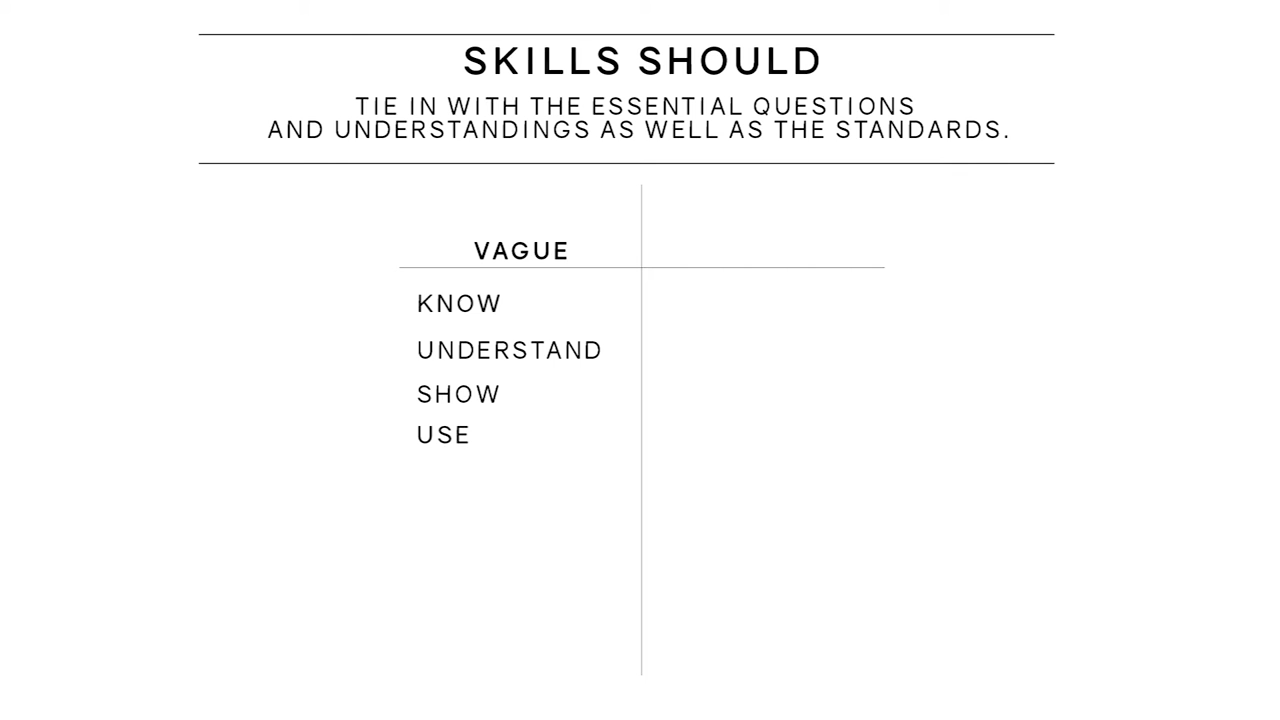 SKILLS SHOULD
TIE IN WITH THE ESSENTIAL QUESTIONS
AND UNDERSTANDINGS AS WELL AS THE STANDARDS.
VAGUE
KNOW
UNDERSTAND
SHOW
USE